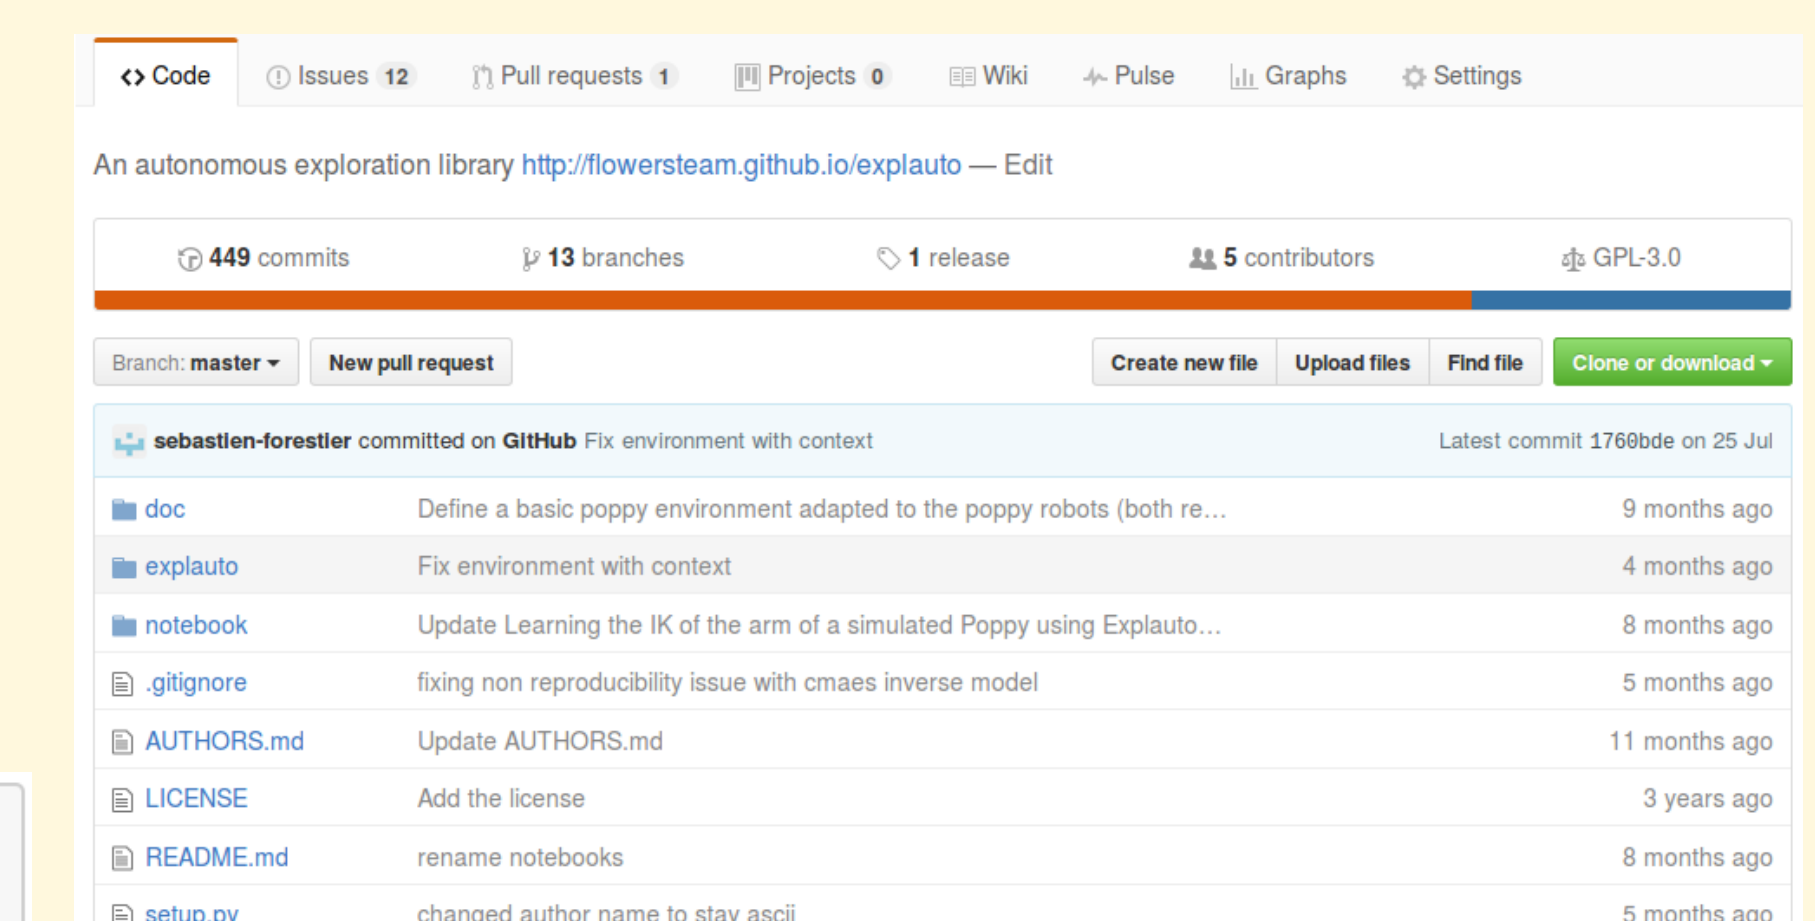 Code Issues 12 Pull requests 1 Projects 0 Wiki Pulse Graphs Settings
An autonomous exploration library http://flowersteam.github.io/explauto — Edit
449 commits 13 branches 1 release 5 contributors GPL-3.0
Branch: master New pull request Create new file Upload files Find file Clone or download
sebastien-forestier committed on GitHub Fix environment with context Latest commit 1760bde on 25 Jul
doc Define a basic poppy environment adapted to the poppy robots (both re… 9 months ago
explauto Fix environment with context 4 months ago
notebook Update Learning the IK of the arm of a simulated Poppy using Explauto… 8 months ago
.gitignore fixing non reproducibility issue with cmaes inverse model 5 months ago
AUTHORS.md Update AUTHORS.md 11 months ago
LICENSE Add the license 3 years ago
README.md rename notebooks 8 months ago
setup.py changed author name to stay ascii 5 months ago